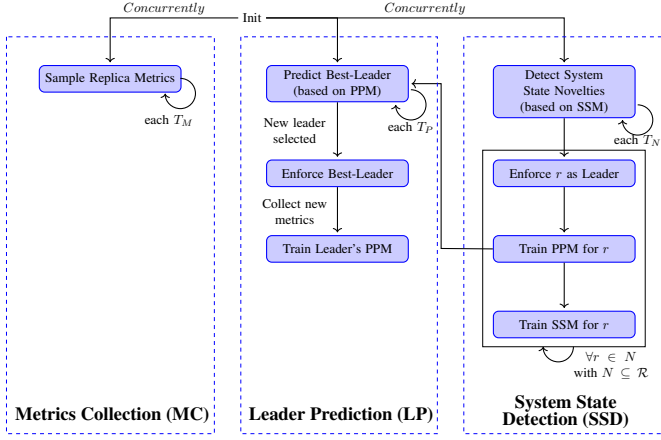 Concurrently
Init
Concurrently
Sample Replica Metrics
each T_M
Metrics Collection (MC)
Predict Best-Leader
(based on PPM)
each T_P
New leader
selected
Enforce Best-Leader
Collect new
metrics
Train Leader's PPM
Leader Prediction (LP)
Detect System
State Novelties
(based on SSM)
each T_N
Enforce r as Leader
Train PPM for r
Train SSM for r
∀r ∈ N
with N ⊆ ℛ
System State
Detection (SSD)